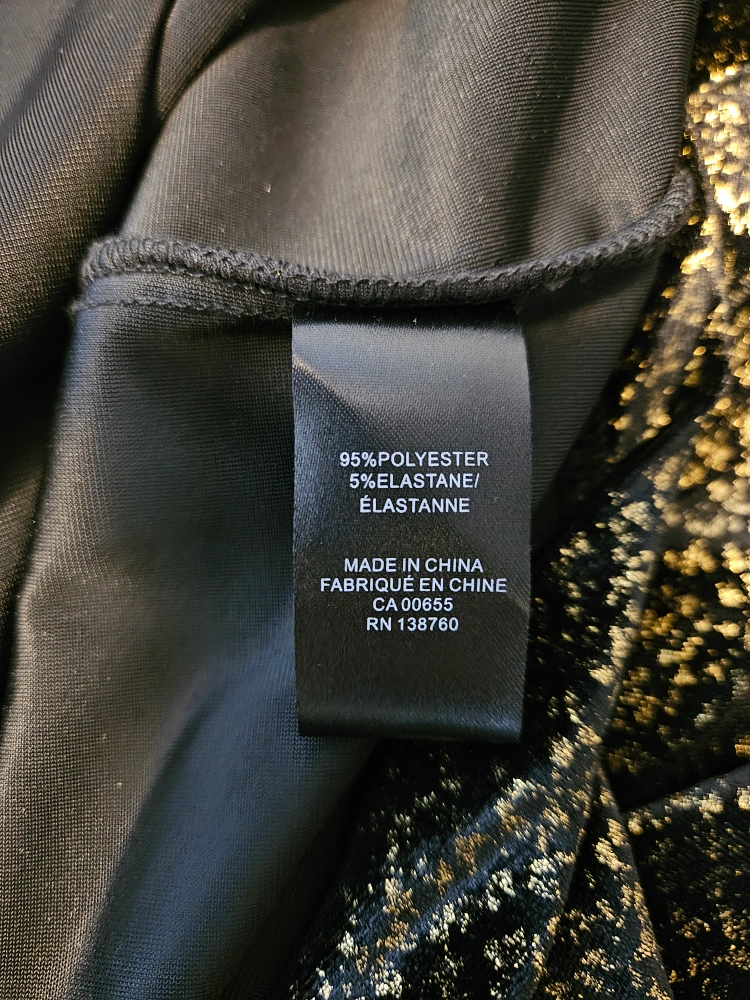 95%POLYESTER
5%ELASTANE/
ÉLASTANNE
MADE IN CHINA
FABRIQUÉ EN CHINE
CA 00655
RN 138760